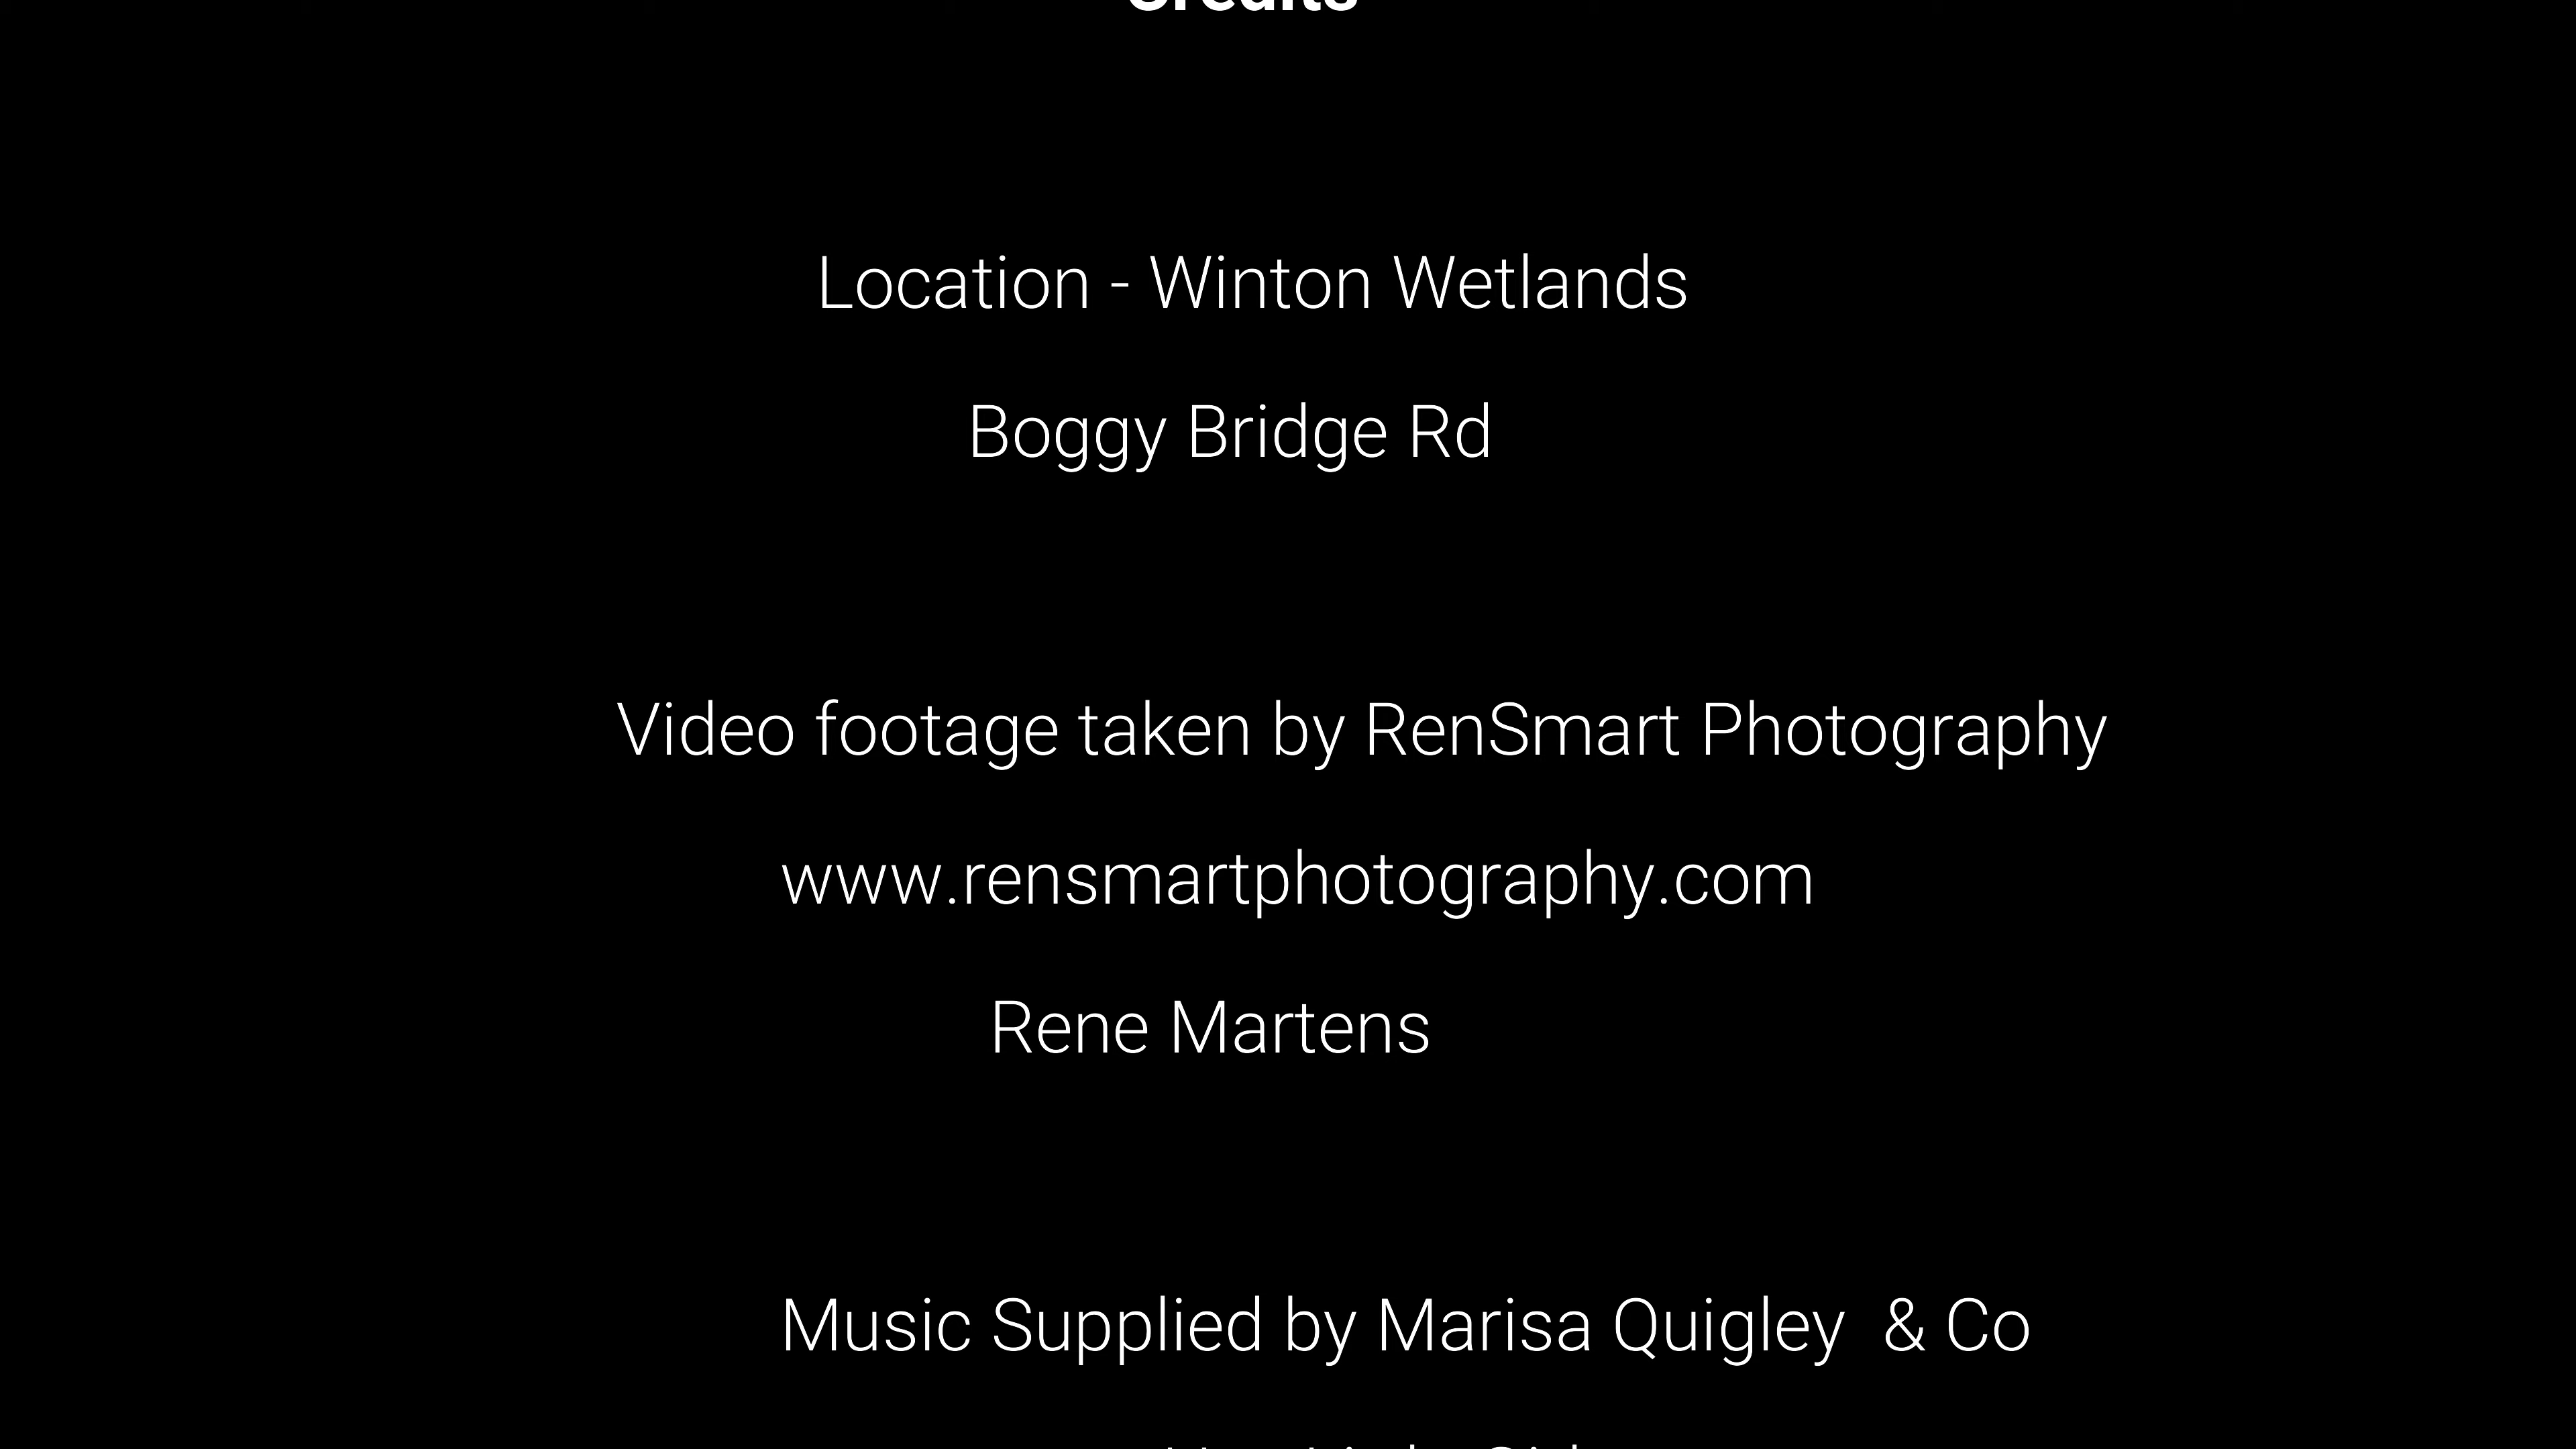 Credits
Location - Winton Wetlands
Boggy Bridge Rd
Video footage taken by RenSmart Photography
www.rensmartphotography.com
Rene Martens
Music Supplied by Marisa Quigley  & Co